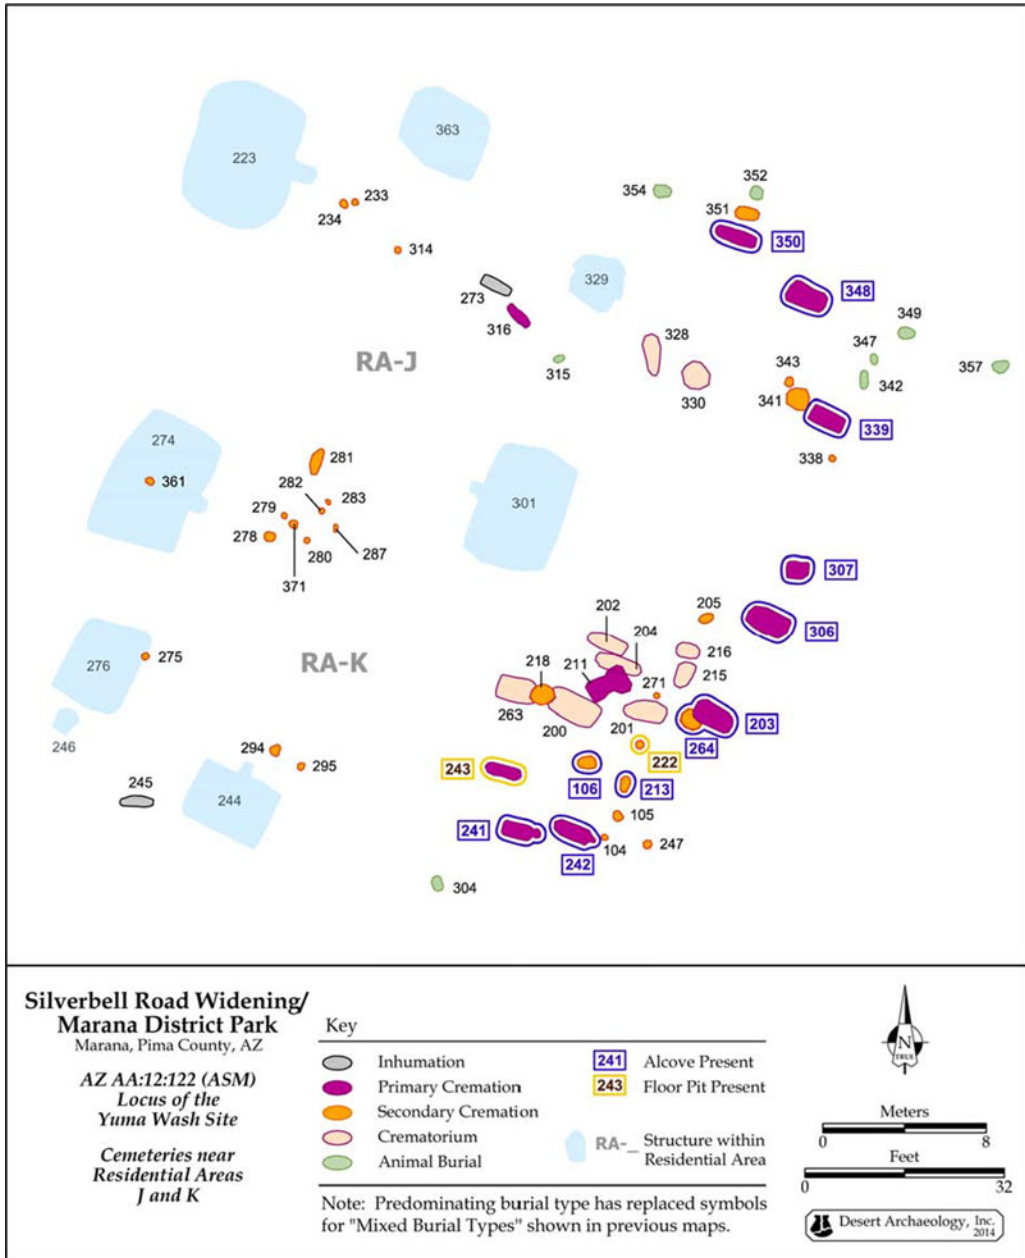 223
363
352
354
233
351
234
350
314
329
273
348
316
328
349
347
RA-J
315
343
357
342
330
341
339
274
281
338
282
361
283
279
301
278
280
287
371
307
202
205
204
306
RA-K
216
275
218
211
276
271
215
263
200
201
203
246
264
294
222
243
295
106
213
245
244
105
241
242
104
247
304
Silverbell Road Widening/
Marana District Park
Marana, Pima County, AZ
AZ AA:12:122 (ASM)
Locus of the
Yuma Wash Site
Cemeteries near
Residential Areas
J and K
Key
Inhumation
Primary Cremation
Secondary Cremation
Crematorium
Animal Burial
241 Alcove Present
243 Floor Pit Present
RA-_ Structure within
Residential Area
Note: Predominating burial type has replaced symbols
for "Mixed Burial Types" shown in previous maps.
N
TRUE
Meters
0 8
Feet
0 32
Desert Archaeology, Inc.
2014